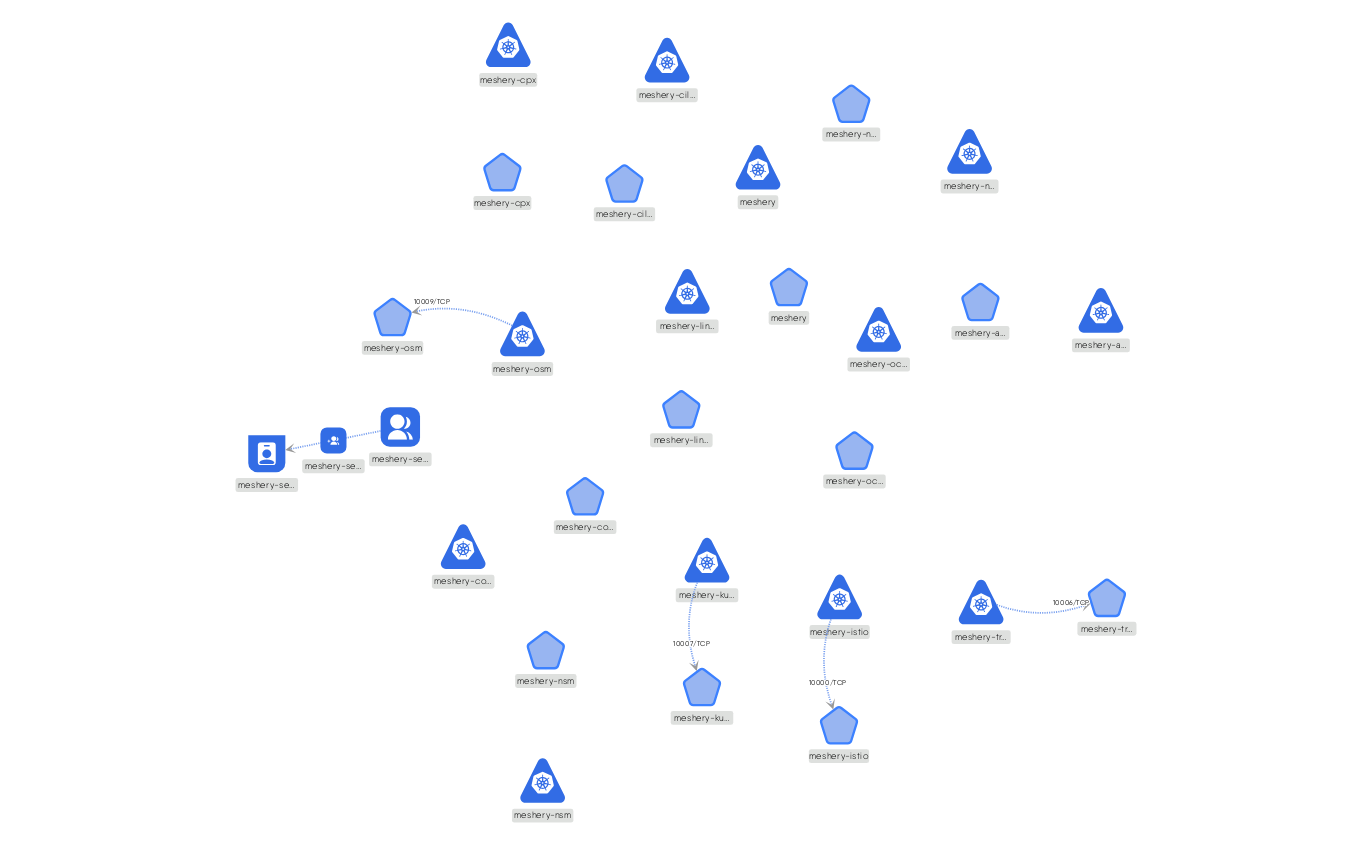 meshery-cpx
meshery-cil...
meshery-n...
meshery-n...
meshery-cpx
meshery-cil...
meshery
10009/TCP
meshery-osm
meshery-osm
meshery-lin...
meshery
meshery-oc...
meshery-a...
meshery-a...
meshery-se...
meshery-se...
meshery-se...
meshery-lin...
meshery-oc...
meshery-co...
meshery-co...
meshery-ku...
10007/TCP
meshery-ku...
meshery-istio
10000/TCP
meshery-istio
meshery-tr...
10006/TCP
meshery-tr...
meshery-nsm
meshery-nsm